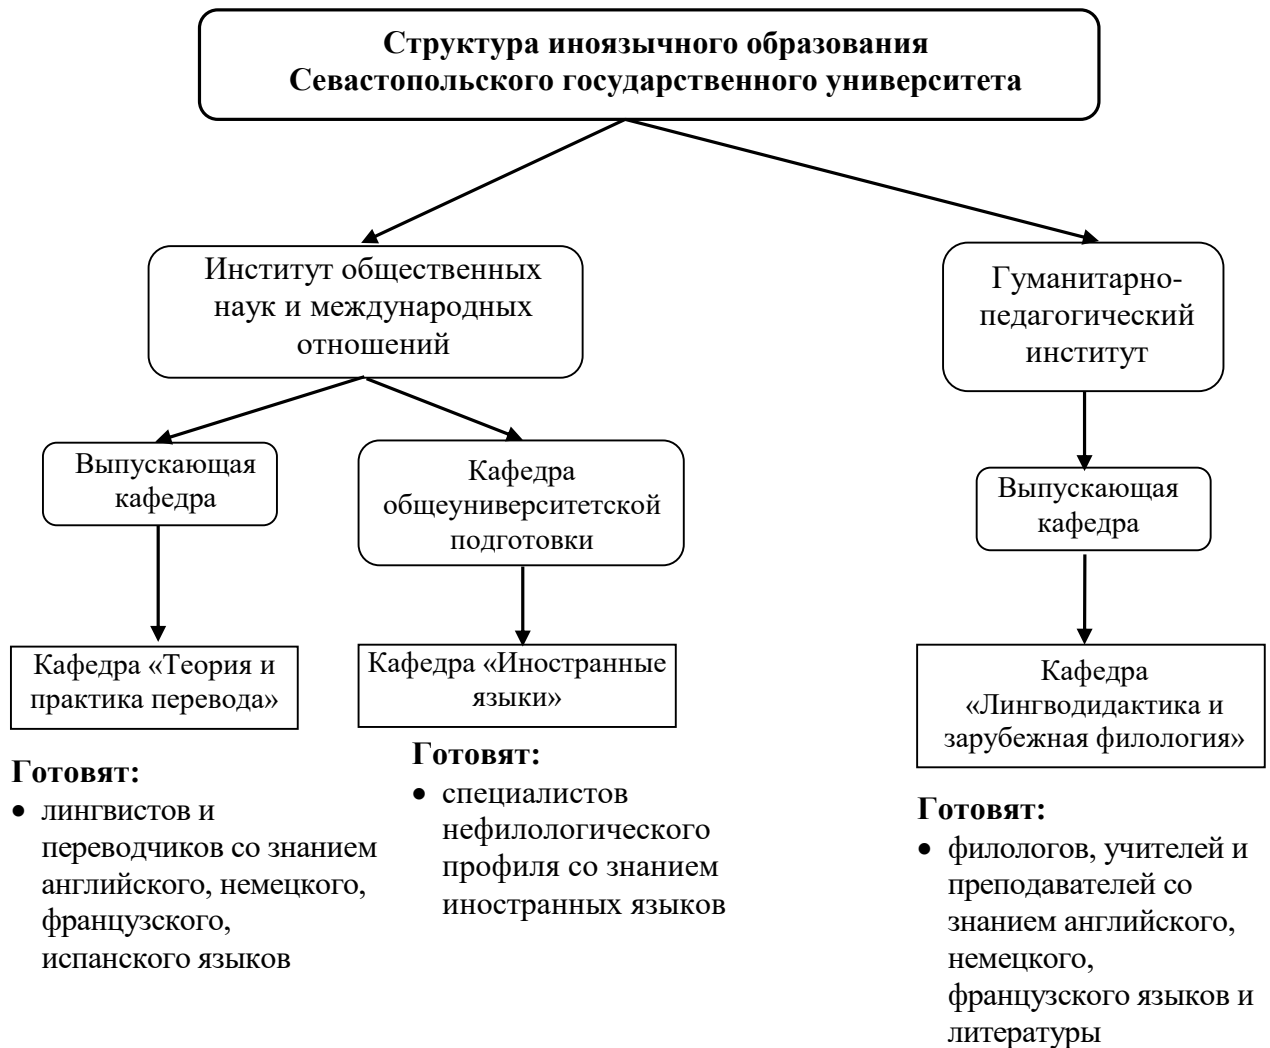 Структура иноязычного образования
Севастопольского государственного университета
Институт общественных
наук и международных
отношений
Гуманитарно-
педагогический
институт
Выпускающая
кафедра
Кафедра
общеуниверситетской
подготовки
Выпускающая
кафедра
Кафедра «Теория и
практика перевода»
Кафедра «Иностранные
языки»
Кафедра
«Лингводидактика и
зарубежная филология»
Готовят:
• лингвистов и
переводчиков со знанием
английского, немецкого,
французского,
испанского языков
Готовят:
• специалистов
нефилологического
профиля со знанием
иностранных языков
Готовят:
• филологов, учителей и
преподавателей со
знанием английского,
немецкого,
французского языков и
литературы